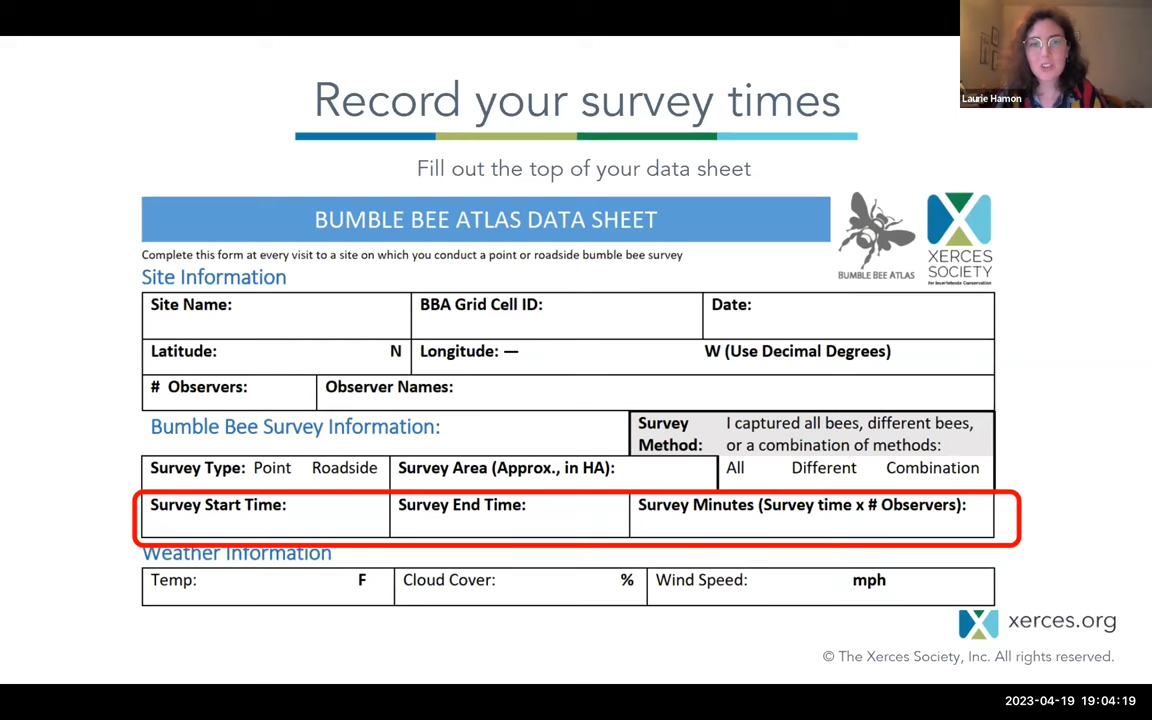 Laurie Hamon
Record your survey times
Fill out the top of your data sheet
BUMBLE BEE ATLAS DATA SHEET
BUMBLE BEE ATLAS
XERCES
SOCIETY
for Invertebrate Conservation
Complete this form at every visit to a site on which you conduct a point or roadside bumble bee survey
Site Information
Site Name: BBA Grid Cell ID: Date:
Latitude: N Longitude: — W (Use Decimal Degrees)
# Observers: Observer Names:
Bumble Bee Survey Information:
Survey Method: I captured all bees, different bees,
or a combination of methods:
Survey Type: Point Roadside Survey Area (Approx., in HA): All Different Combination
Survey Start Time: Survey End Time: Survey Minutes (Survey time x # Observers):
Weather Information
Temp: F Cloud Cover: % Wind Speed: mph
xerces.org
© The Xerces Society, Inc. All rights reserved.
2023-04-19 19:04:19